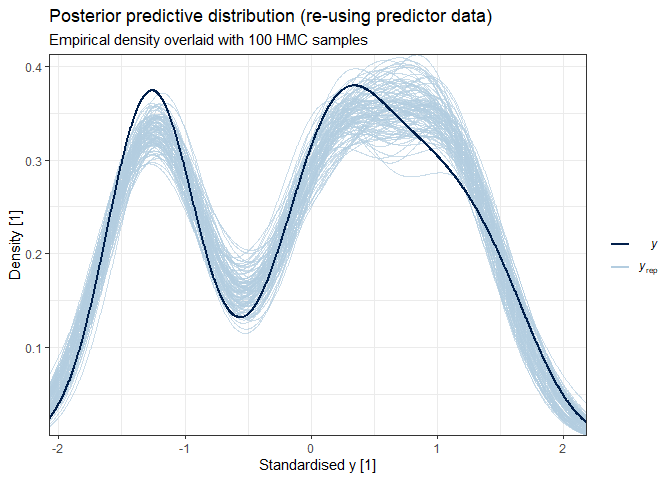 Posterior predictive distribution (re-using predictor data)
Empirical density overlaid with 100 HMC samples
0.4
0.3
0.2
0.1
Density [1]
-2 -1 0 1 2
Standardised y [1]
y
y rep